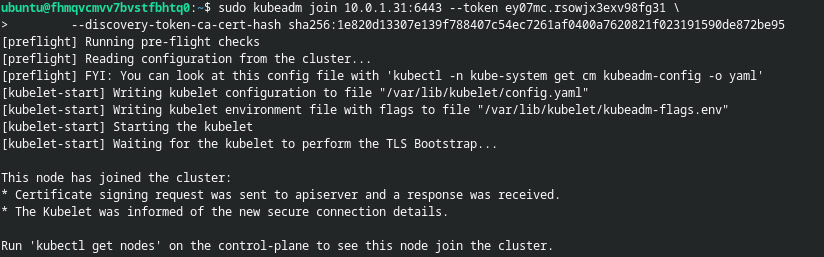 ubuntu@fhmqvcmvv7bvstfbhtq0:~$ sudo kubeadm join 10.0.1.31:6443 --token ey07mc.rsowjx3exv98fg31 \
>         --discovery-token-ca-cert-hash sha256:1e820d13307e139f788407c54ec7261af0400a7620821f023191590de872be95
[preflight] Running pre-flight checks
[preflight] Reading configuration from the cluster...
[preflight] FYI: You can look at this config file with 'kubectl -n kube-system get cm kubeadm-config -o yaml'
[kubelet-start] Writing kubelet configuration to file "/var/lib/kubelet/config.yaml"
[kubelet-start] Writing kubelet environment file with flags to file "/var/lib/kubelet/kubeadm-flags.env"
[kubelet-start] Starting the kubelet
[kubelet-start] Waiting for the kubelet to perform the TLS Bootstrap...

This node has joined the cluster:
* Certificate signing request was sent to apiserver and a response was received.
* The Kubelet was informed of the new secure connection details.

Run 'kubectl get nodes' on the control-plane to see this node join the cluster.